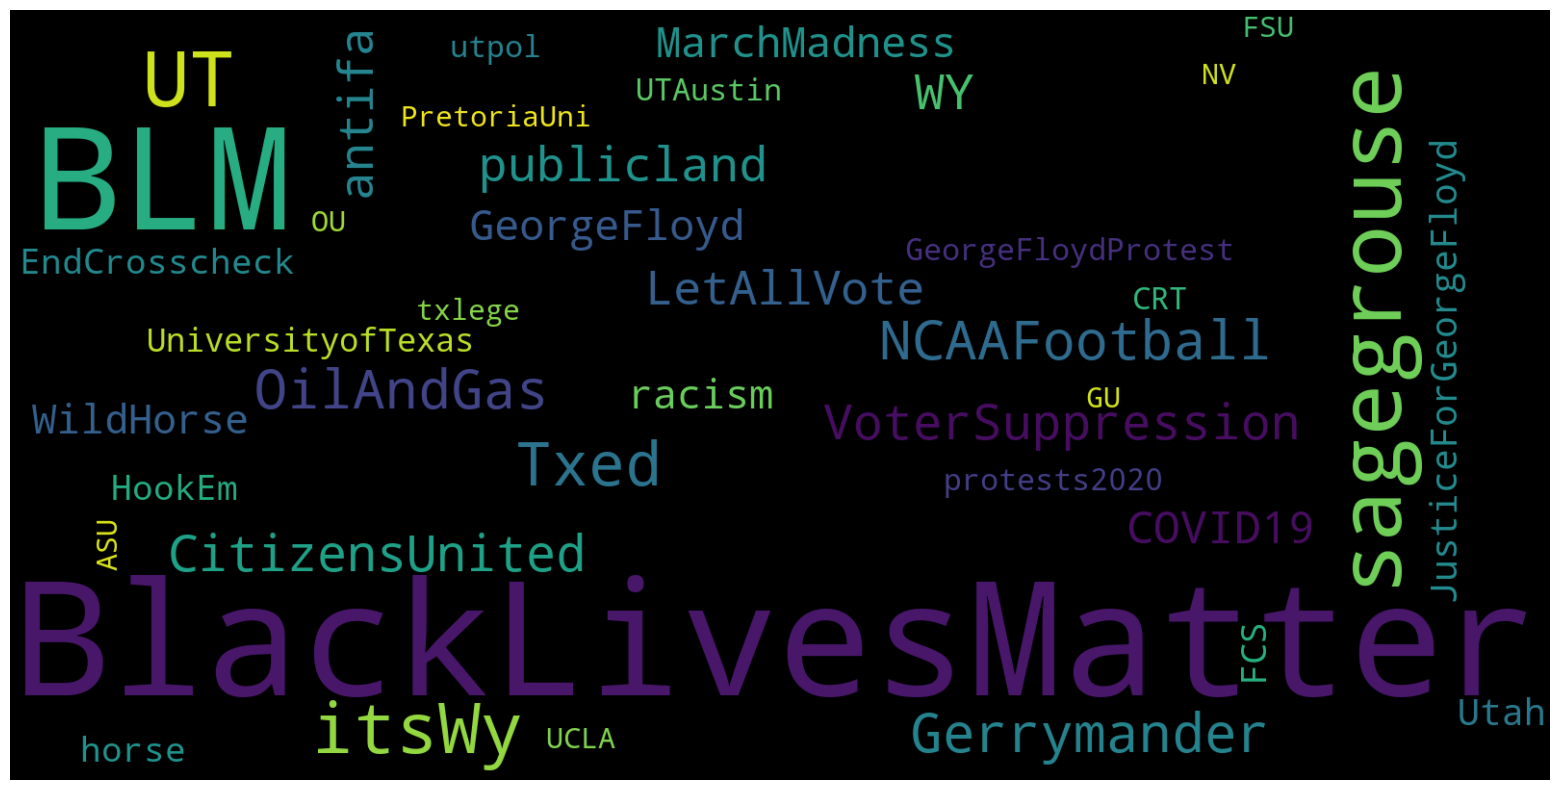 FSU
utpol
MarchMadness
UT
antifa
UTAustin
WY
NV
PretoriaUni
BLM
publicland
sagegrouse
JusticeForGeorgeFloyd
OU
GeorgeFloyd
EndCrosscheck
GeorgeFloydProtest
LetAllVote
CRT
txlege
UniversityofTexas
NCAAFootball
OilAndGas
racism
GU
WildHorse
VoterSuppression
Txed
HookEm
protests2020
ASU
CitizensUnited
COVID19
BlackLivesMatter
FCS
itsWy
UCLA
Gerrymander
Utah
horse